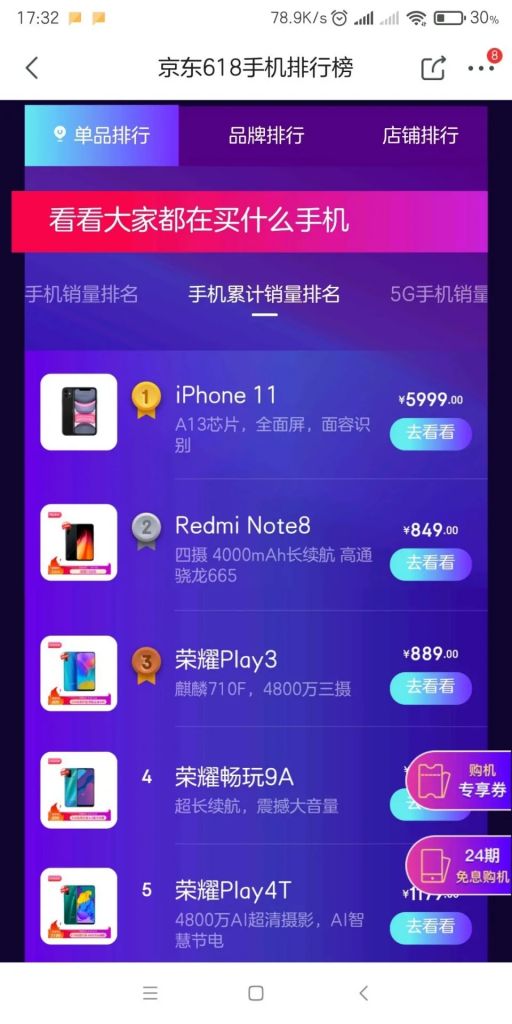 17:32
78.9K/s
30%
京东618手机排行榜
8
单品排行
品牌排行
店铺排行
看看大家都在买什么手机
手机销量排名
手机累计销量排名
5G手机销量
iPhone 11
A13芯片，全面屏，面容识
别
¥5999.00
去看看
Redmi Note8
四摄 4000mAh长续航 高通
骁龙665
¥849.00
去看看
荣耀Play3
麒麟710F，4800万三摄
¥889.00
去看看
4
荣耀畅玩9A
超长续航，震撼大音量
购机
专享券
24期
免息购机
5
荣耀Play4T
4800万AI超清摄影，AI智
慧节电
去看看
1
2
3